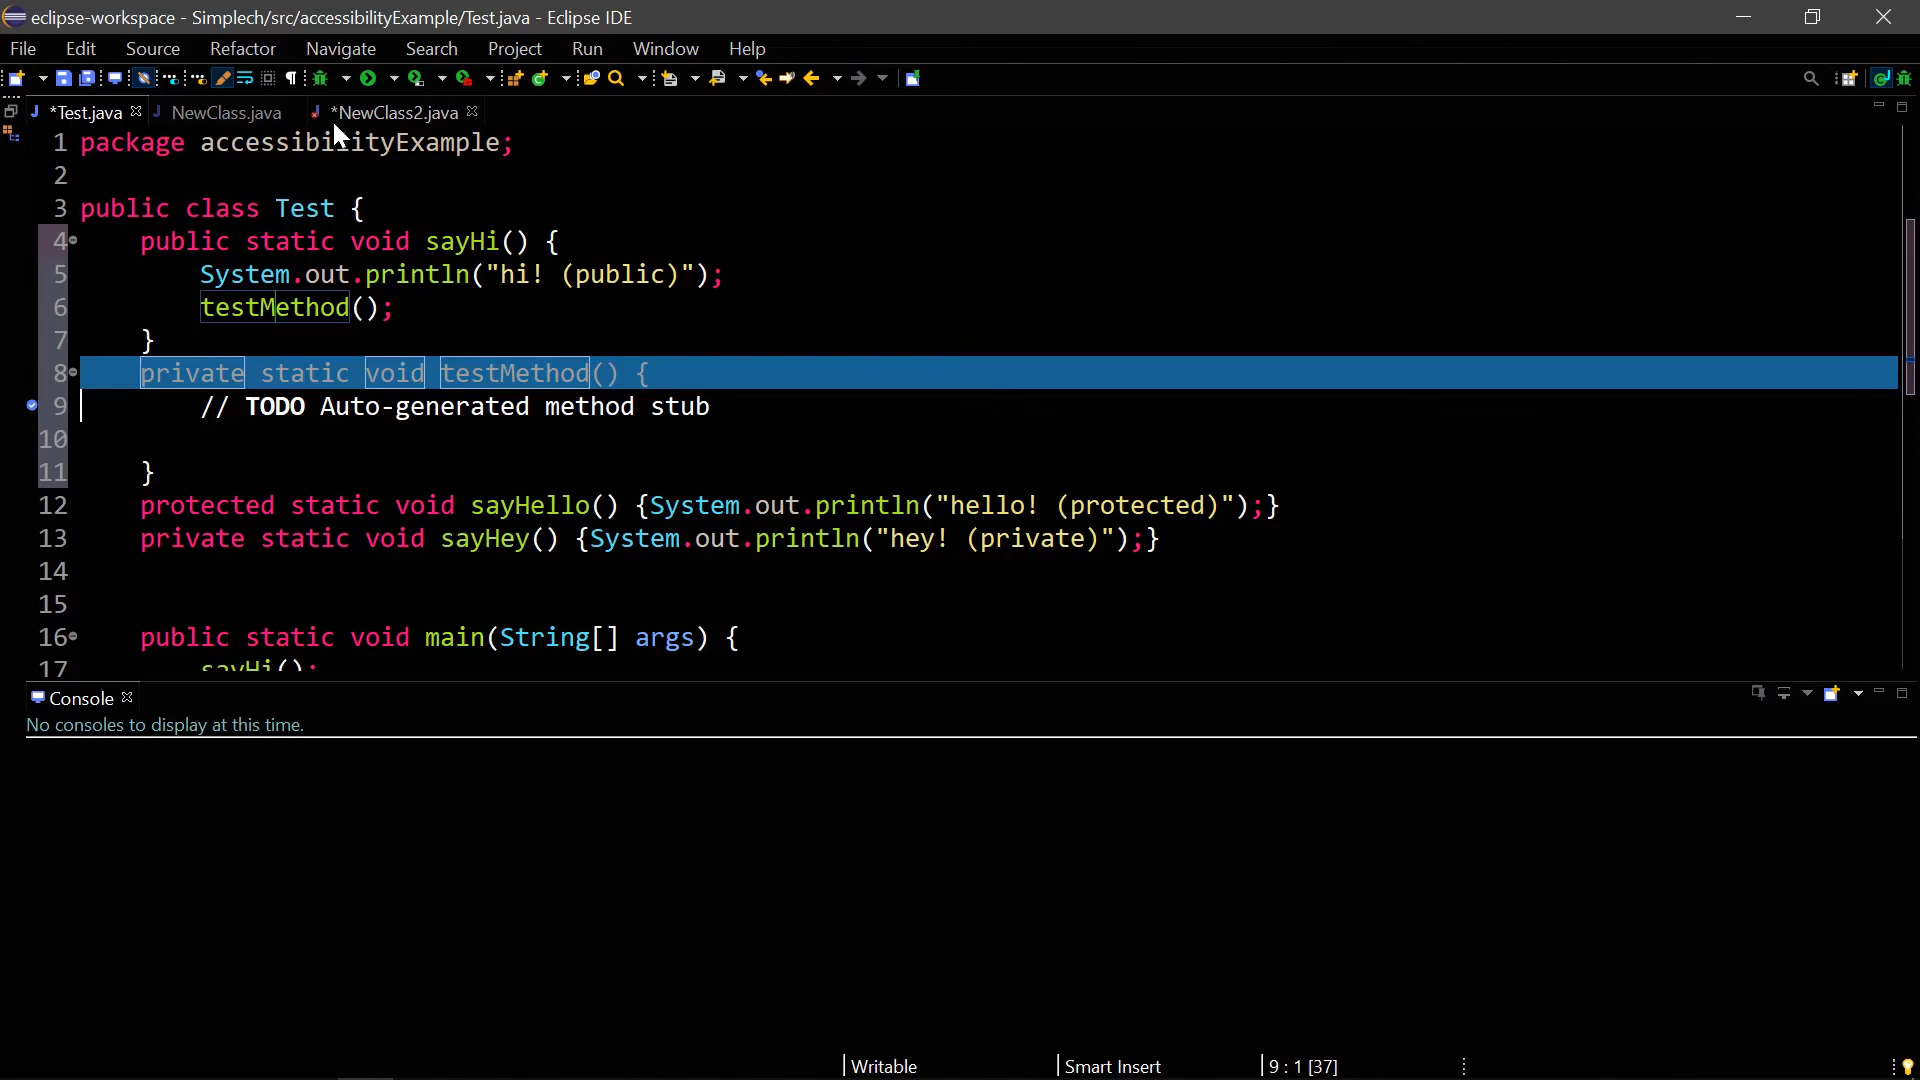 eclipse-workspace - Simplech/src/accessibilityExample/Test.java - Eclipse IDE
File Edit Source Refactor Navigate Search Project Run Window Help
*Test.java NewClass.java *NewClass2.java
1 package accessibilityExample;
2
3 public class Test {
4 public static void sayHi() {
5 System.out.println("hi! (public)");
6 testMethod();
7 }
8 private static void testMethod() {
9 // TODO Auto-generated method stub
10
11 }
12 protected static void sayHello() {System.out.println("hello! (protected)");}
13 private static void sayHey() {System.out.println("hey! (private)");}
14
15
16 public static void main(String[] args) {
17 sayHi();
Console
No consoles to display at this time.
Writable Smart Insert 9 : 1 [37]